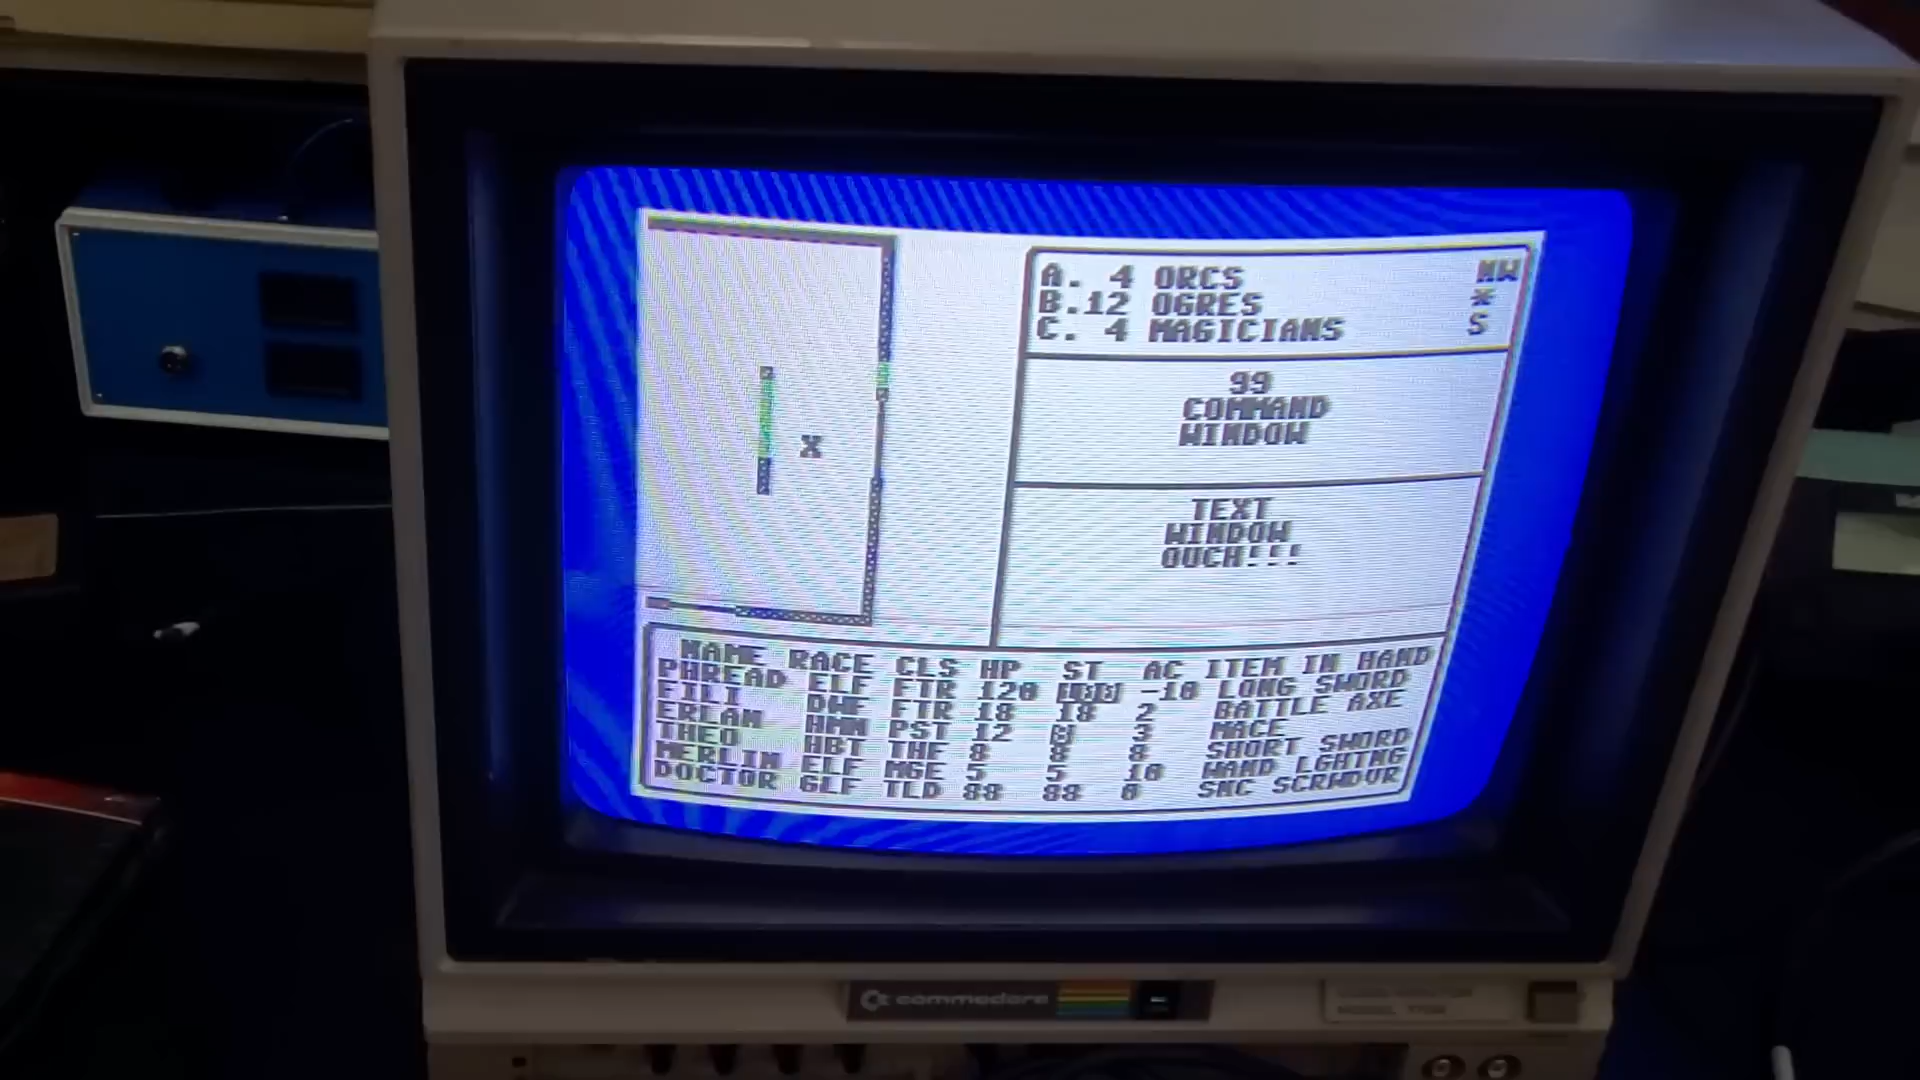 A. 4 ORCS NW
B.12 OGRES *
C. 4 MAGICIANS S
99
COMMAND
WINDOW
X
TEXT
WINDOW
OUCH!!!
NAME RACE CLS HP ST AC ITEM IN HAND
PHREAD ELF FTR 120 -10 LONG SWORD
FILI DWF FTR 18 18 2 BATTLE AXE
ERLAN HMN PST 12 3 MACE
THEO HBT THF 8 8 8 SHORT SWORD
MERLIN ELF MGE 5 5 10 WAND LGHTNG
DOCTOR GLF TLD 88 88 0 SNC SCRWDVR
commodore